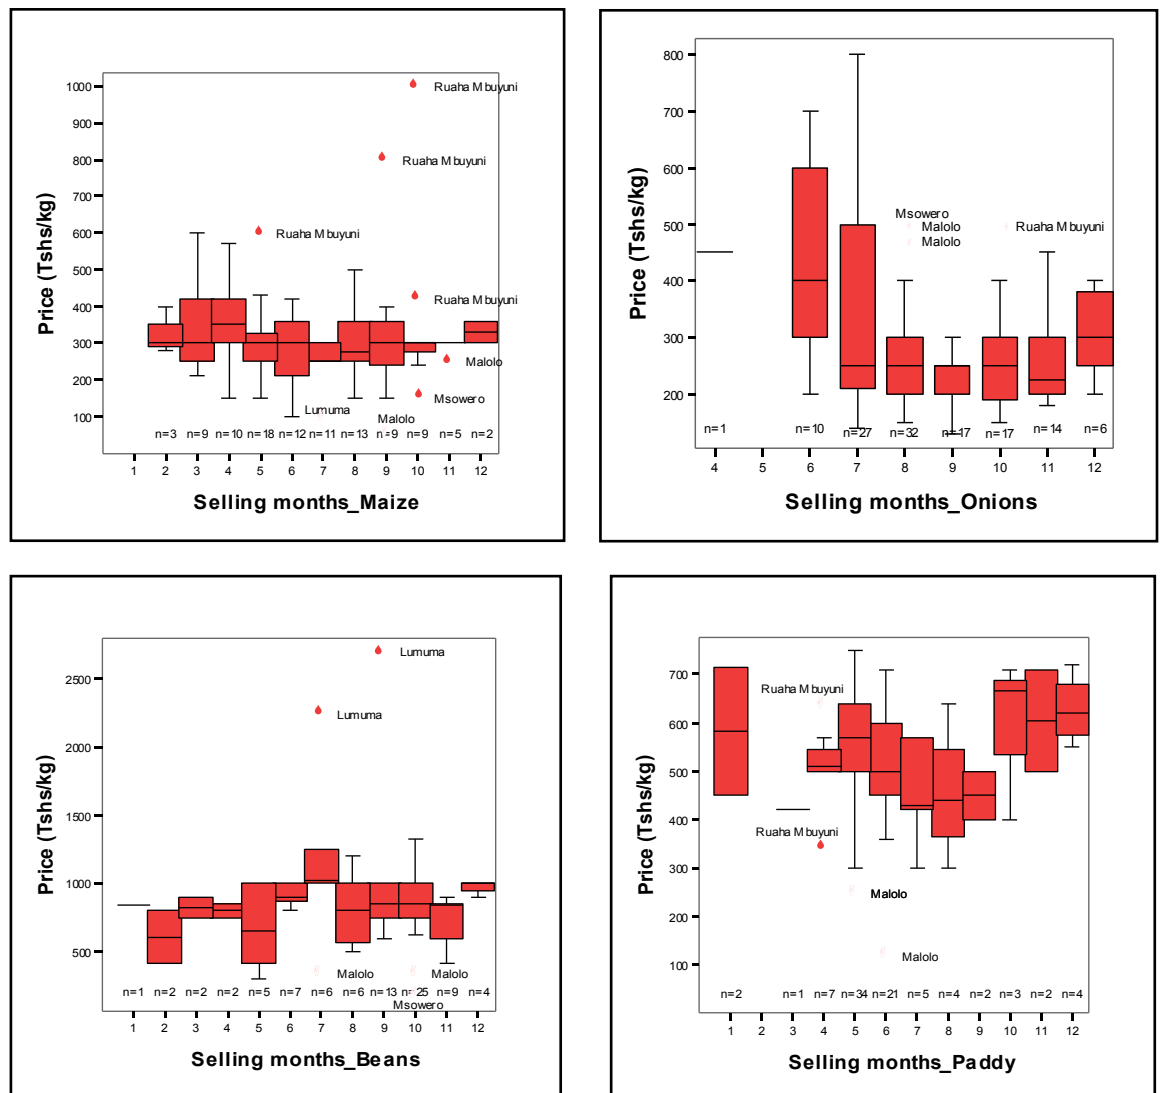 1000
Ruaha Mbuyuni
900
800
Ruaha Mbuyuni
700
600
Ruaha Mbuyuni
500
400
Ruaha Mbuyuni
300
Malolo
200
Msowero
Lumuma
Malolo
100
n=3 n=9 n=10 n=18 n=12 n=11 n=13 n=9 n=9 n=5 n=2
1 2 3 4 5 6 7 8 9 10 11 12
Price (Tshs/kg)
Selling months_Maize
800
700
600
500
Msowero
Malolo
Ruaha Mbuyuni
Malolo
400
300
200
n=1 n=10 n=27 n=32 n=17 n=17 n=14 n=6
4 5 6 7 8 9 10 11 12
Price (Tshs/kg)
Selling months_Onions
Lumuma
2500
Lumuma
2000
1500
1000
500
Malolo
Malolo
n=1 n=2 n=2 n=2 n=5 n=7 n=6 n=6 n=13 n=25 n=9 n=4
Msowero
1 2 3 4 5 6 7 8 9 10 11 12
Price (Tshs/kg)
Selling months_Beans
700
Ruaha Mbuyuni
600
500
400
Ruaha Mbuyuni
300
Malolo
200
Malolo
100
n=2 n=1 n=7 n=34 n=21 n=5 n=4 n=2 n=3 n=2 n=4
1 2 3 4 5 6 7 8 9 10 11 12
Price (Tshs/kg)
Selling months_Paddy